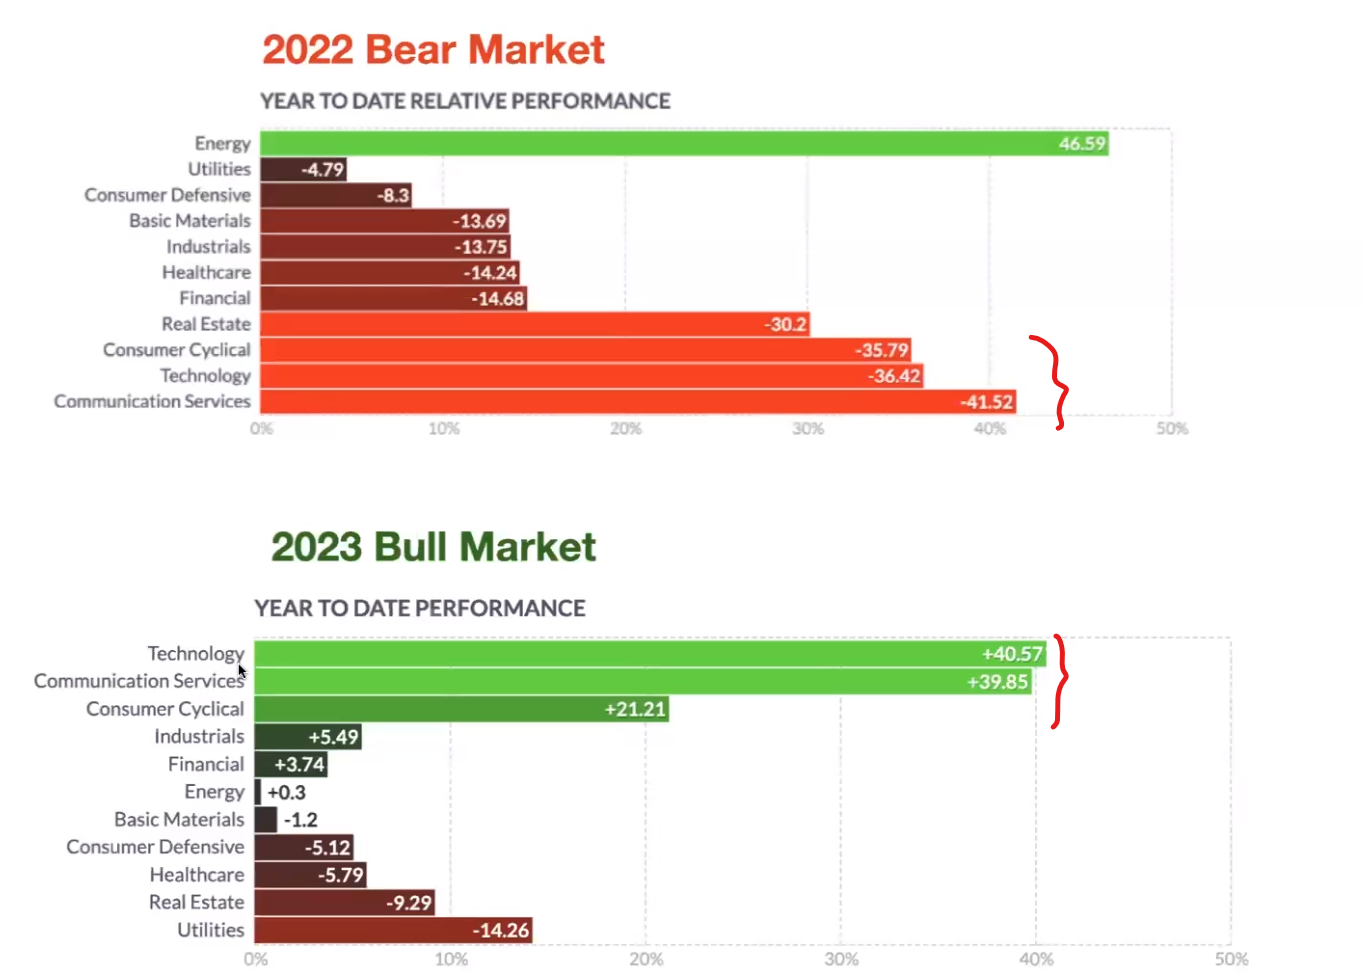 2022 Bear Market
YEAR TO DATE RELATIVE PERFORMANCE
Energy 46.59
Utilities -4.79
Consumer Defensive -8.3
Basic Materials -13.69
Industrials -13.75
Healthcare -14.24
Financial -14.68
Real Estate -30.2
Consumer Cyclical -35.79
Technology -36.42
Communication Services -41.52
0% 10% 20% 30% 40% 50%
2023 Bull Market
YEAR TO DATE PERFORMANCE
Technology +40.57
Communication Services +39.85
Consumer Cyclical +21.21
Industrials +5.49
Financial +3.74
Energy +0.3
Basic Materials -1.2
Consumer Defensive -5.12
Healthcare -5.79
Real Estate -9.29
Utilities -14.26
0% 10% 20% 30% 40% 50%